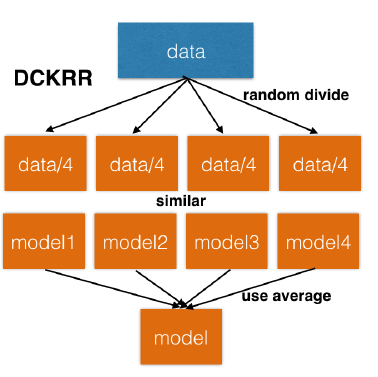 data
DCKRR
random divide
data/4 data/4 data/4 data/4
similar
model1 model2 model3 model4
use average
model